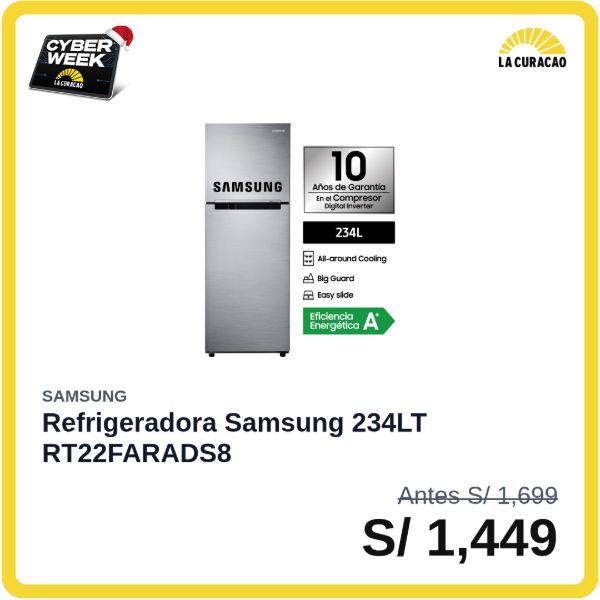 CYBER
WEEK
LA CURACAO
LA CURACAO
SAMSUNG
10
Años de Garantía
En el Compresor
Digital Inverter
234L
All-around Cooling
Big Guard
Easy slide
Eficiencia
Energética A+
SAMSUNG
Refrigeradora Samsung 234LT
RT22FARADS8
Antes S/ 1,699
S/ 1,449